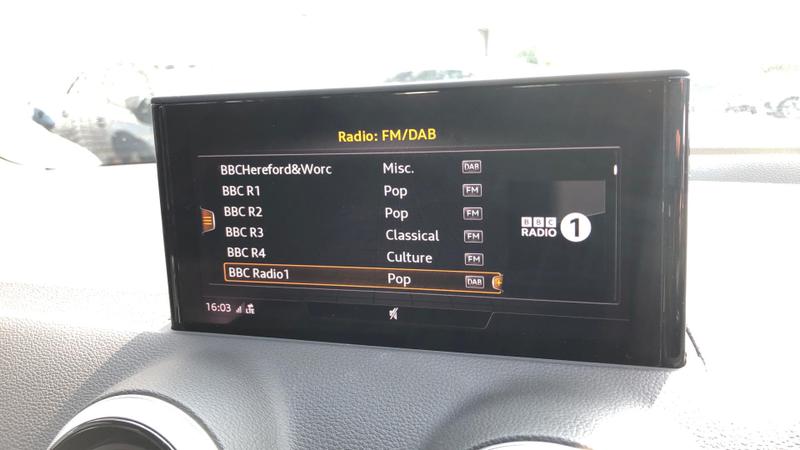 Radio: FM/DAB
BBCHereford&Worc Misc. DAB
BBC R1 Pop FM
BBC R2 Pop FM
BBC R3 Classical FM
BBC R4 Culture FM
BBC Radio1 Pop DAB
BBC
RADIO 1
16:03 LTE